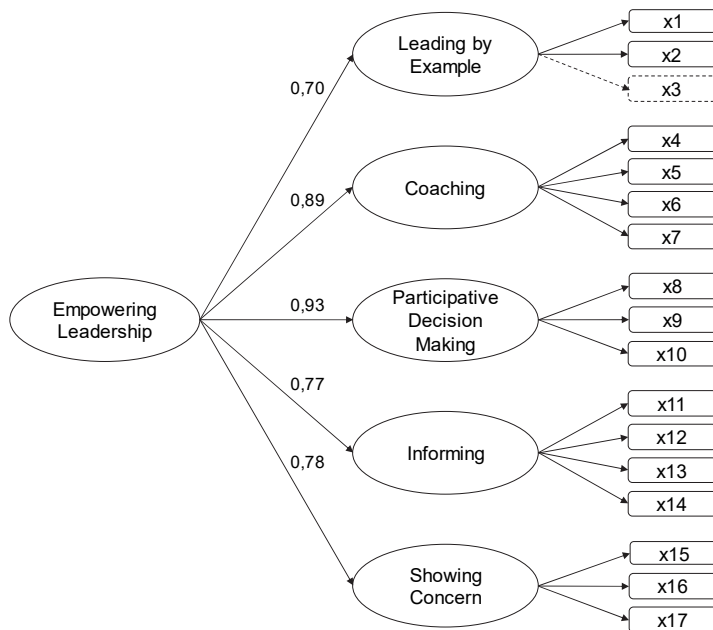 Leading by
Example
x1
x2
x3
0,70
x4
x5
x6
x7
Coaching
0,89
Empowering
Leadership
0,93
Participative
Decision
Making
x8
x9
x10
0,77
Informing
x11
x12
x13
x14
0,78
Showing
Concern
x15
x16
x17